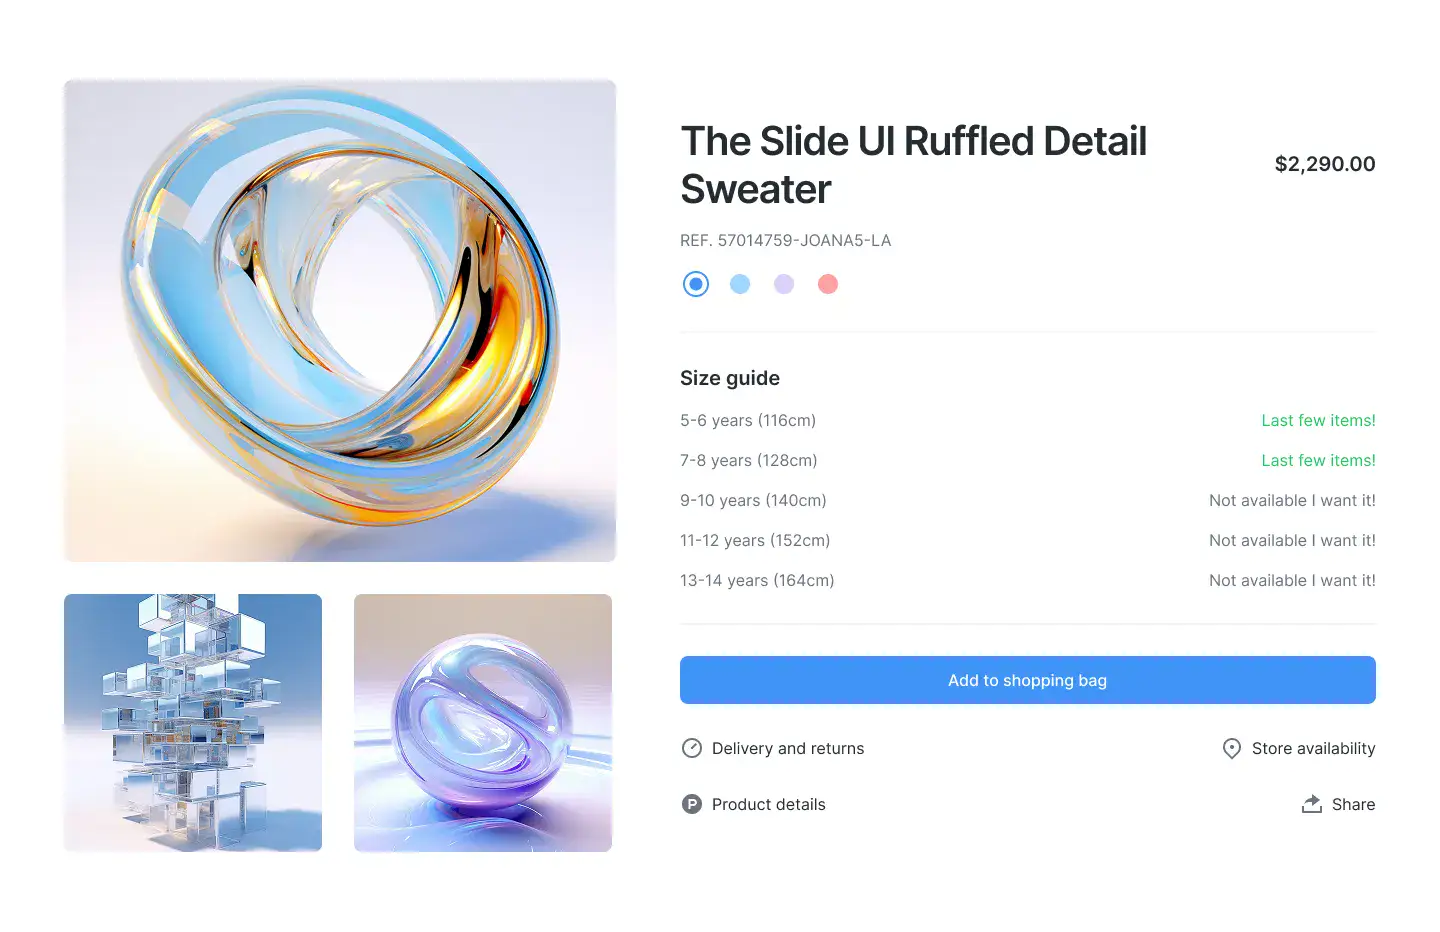 The Slide UI Ruffled Detail
Sweater
$2,290.00
REF. 57014759-JOANA5-LA
Size guide
5-6 years (116cm) Last few items!
7-8 years (128cm) Last few items!
9-10 years (140cm) Not available I want it!
11-12 years (152cm) Not available I want it!
13-14 years (164cm) Not available I want it!
Add to shopping bag
Delivery and returns Store availability
P Product details Share